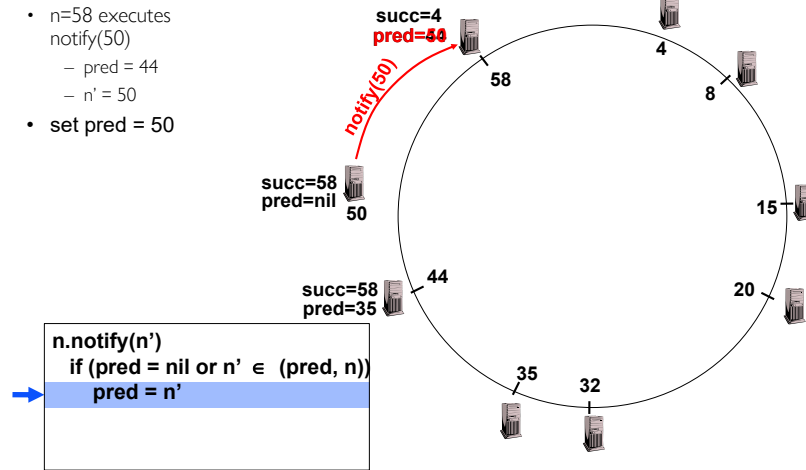 • n=58 executes
notify(50)
– pred = 44
– n' = 50
• set pred = 50
succ=4
58
notify(50)
succ=58
pred=nil
50
4
8
15
20
32
35
44
succ=58
pred=35
n.notify(n’)
if (pred = nil or n’ ∈ (pred, n))
pred = n’